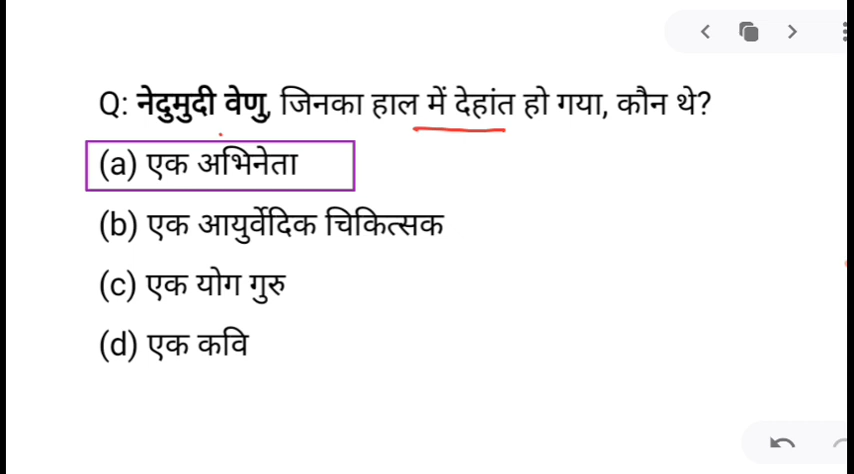 Q: नेदुमुदी वेणु, जिनका हाल में देहांत हो गया, कौन थे?
(a) एक अभिनेता
(b) एक आयुर्वेदिक चिकित्सक
(c) एक योग गुरु
(d) एक कवि